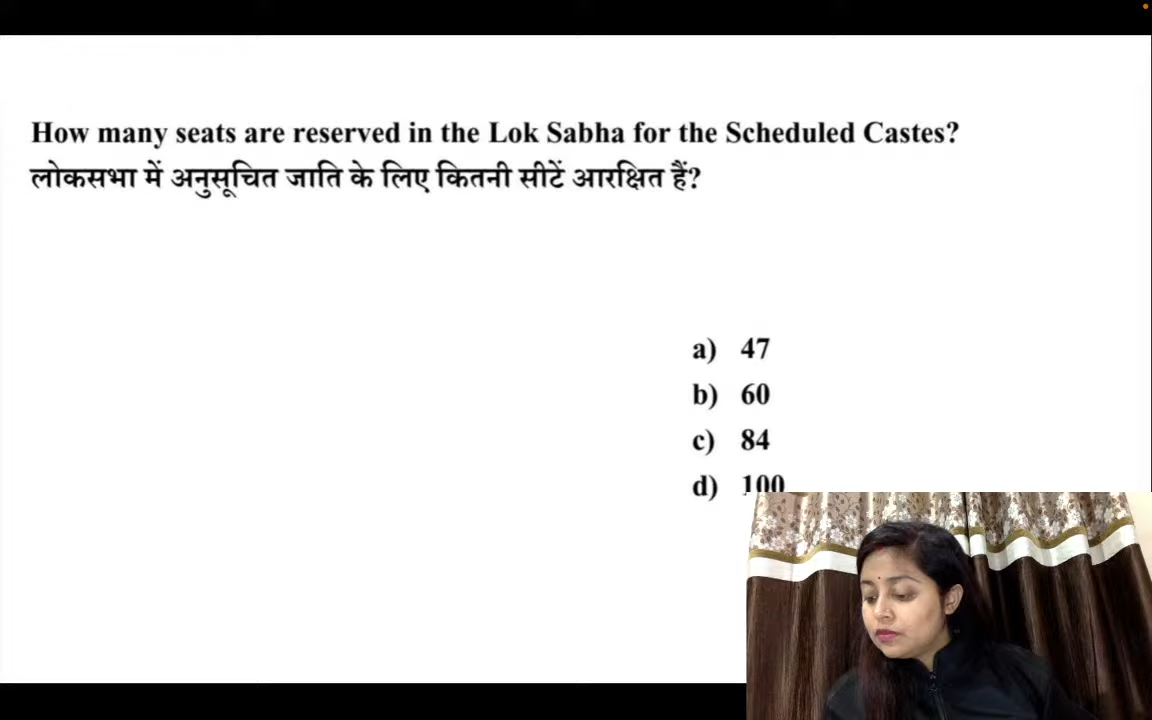 How many seats are reserved in the Lok Sabha for the Scheduled Castes?
लोकसभा में अनुसूचित जाति के लिए कितनी सीटें आरक्षित हैं?
a) 47
b) 60
c) 84
d) 100